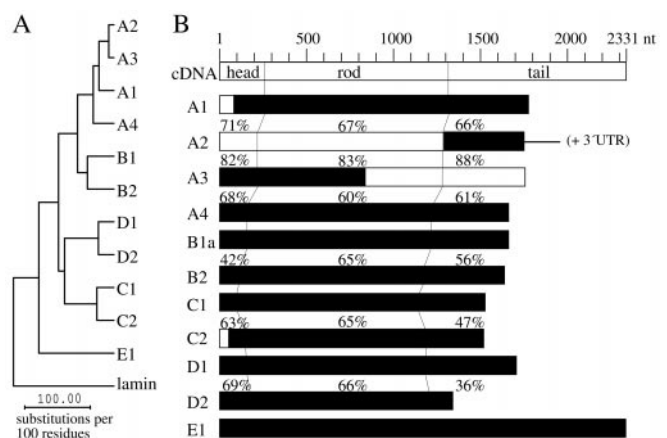 A
A2
A3
A1
A4
B1
B2
D1
D2
C1
C2
E1
lamin
100.00
substitutions per
100 residues
B
1 500 1000 1500 2000 2331 nt
cDNA head rod tail
A1
71% 67% 66%
A2 (+ 3´UTR)
82% 83% 88%
A3
68% 60% 61%
A4
B1a
42% 65% 56%
B2
C1
63% 65% 47%
C2
D1
69% 66% 36%
D2
E1